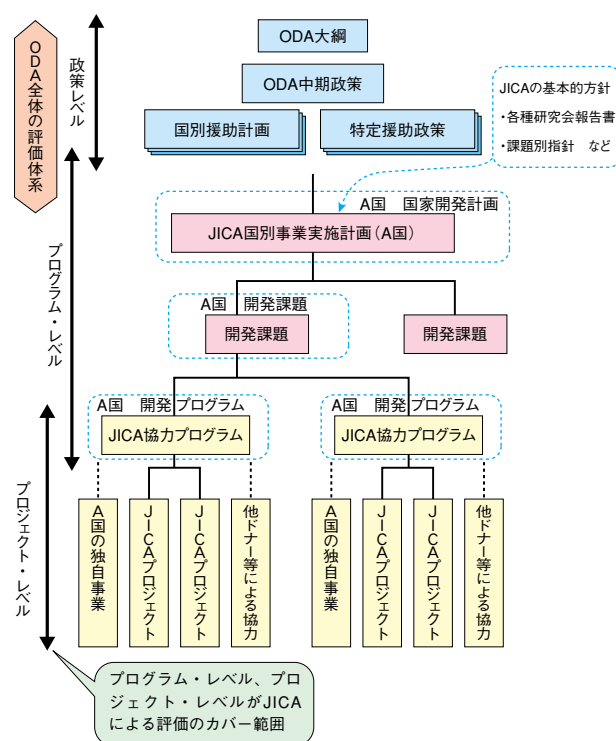 ODA全体の評価体系
政策レベル
プログラム・レベル
プロジェクト・レベル
ODA大綱
ODA中期政策
国別援助計画
特定援助政策
JICAの基本的方針
・各種研究会報告書
・課題別指針　など
A国　国家開発計画
JICA国別事業実施計画(A国)
A国　開発課題
開発課題
開発課題
A国　開発プログラム
JICA協力プログラム
A国　開発プログラム
JICA協力プログラム
A国の独自事業
JICAプロジェクト
JICAプロジェクト
他ドナー等による協力
A国の独自事業
JICAプロジェクト
JICAプロジェクト
他ドナー等による協力
プログラム・レベル、プロ
ジェクト・レベルがJICA
による評価のカバー範囲